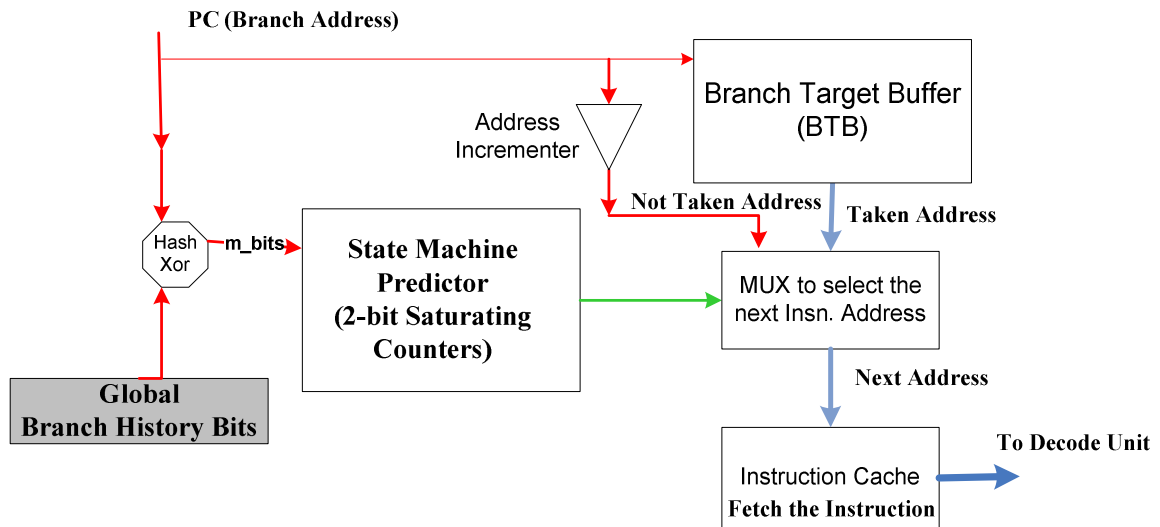 PC (Branch Address)
Branch Target Buffer
(BTB)
Address
Incrementer
Not Taken Address
Taken Address
Hash
Xor
m_bits
State Machine
Predictor
(2-bit Saturating
Counters)
MUX to select the
next Insn. Address
Global
Branch History Bits
Next Address
To Decode Unit
Instruction Cache
Fetch the Instruction